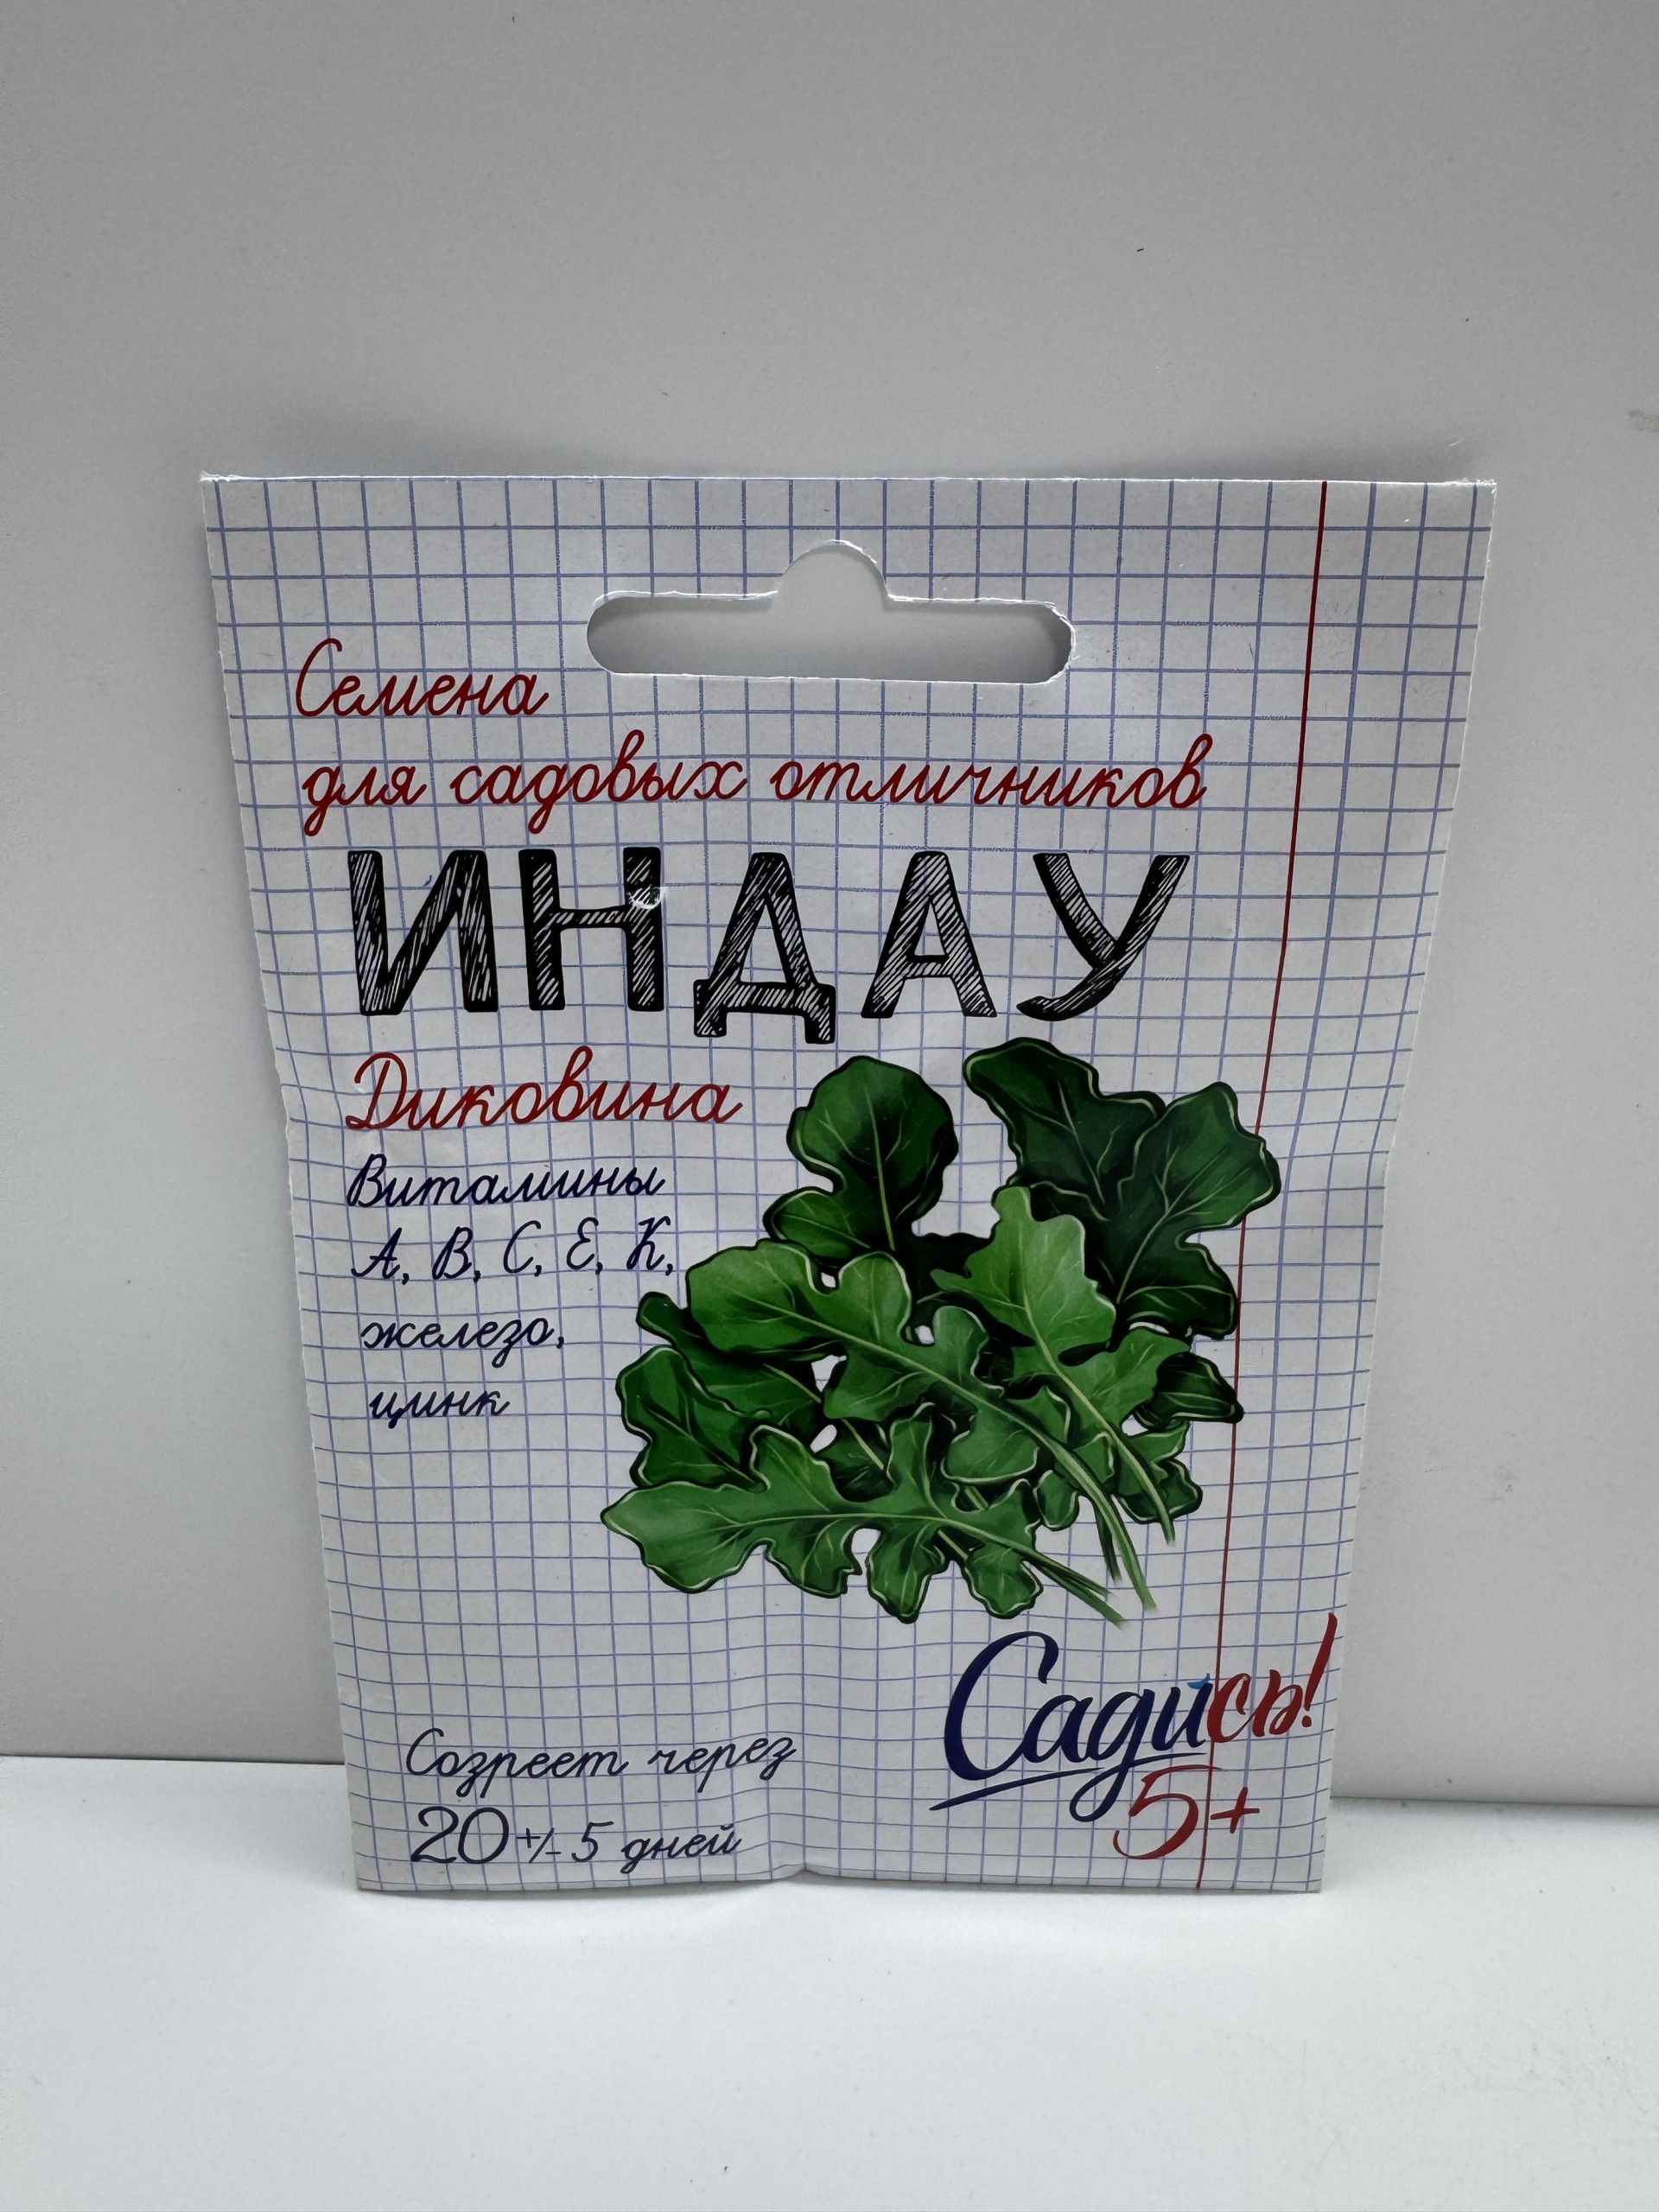 Семена
для садовых отличников
ИНДАУ
Диковина
Витамины
А, В, С, Е, К,
железо,
цинк
Созреет через
20 +/- 5 дней
Садись!
5+